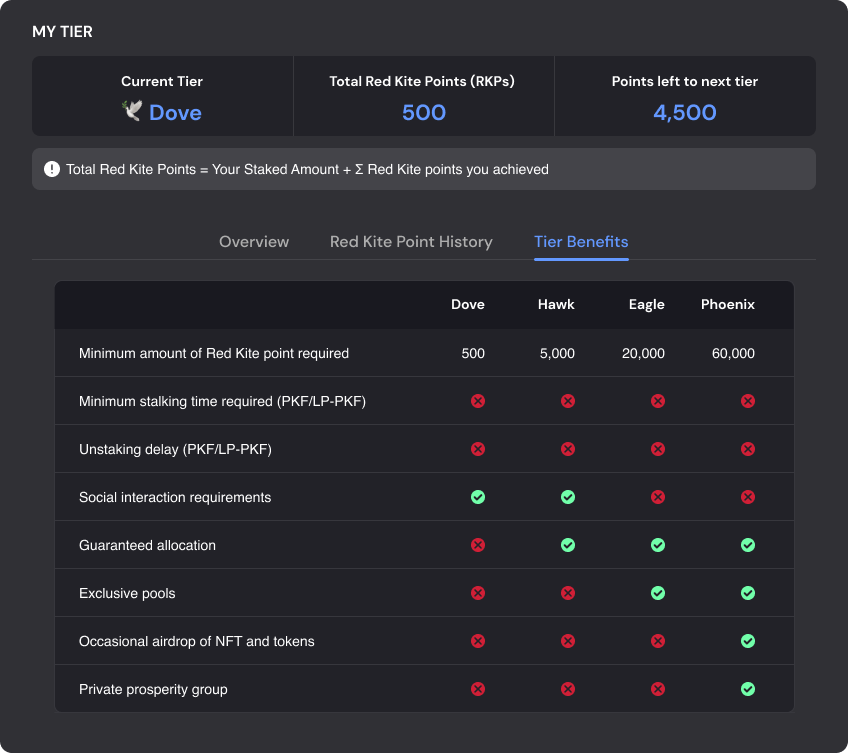 MY TIER
Current Tier
Total Red Kite Points (RKPs)
Points left to next tier
Dove
500
4,500
Total Red Kite Points = Your Staked Amount + Σ Red Kite points you achieved
Overview
Red Kite Point History
Tier Benefits
Dove Hawk Eagle Phoenix
Minimum amount of Red Kite point required 500 5,000 20,000 60,000
Minimum stalking time required (PKF/LP-PKF)
Unstaking delay (PKF/LP-PKF)
Social interaction requirements
Guaranteed allocation
Exclusive pools
Occasional airdrop of NFT and tokens
Private prosperity group